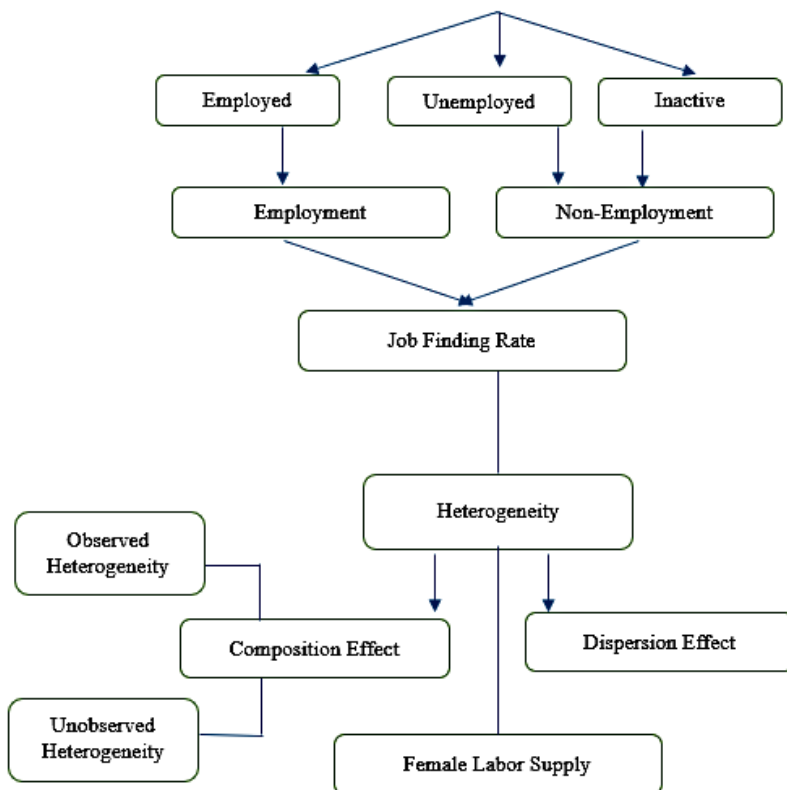 Employed
Unemployed
Inactive
Employment
Non-Employment
Job Finding Rate
Heterogeneity
Observed
Heterogeneity
Composition Effect
Dispersion Effect
Unobserved
Heterogeneity
Female Labor Supply